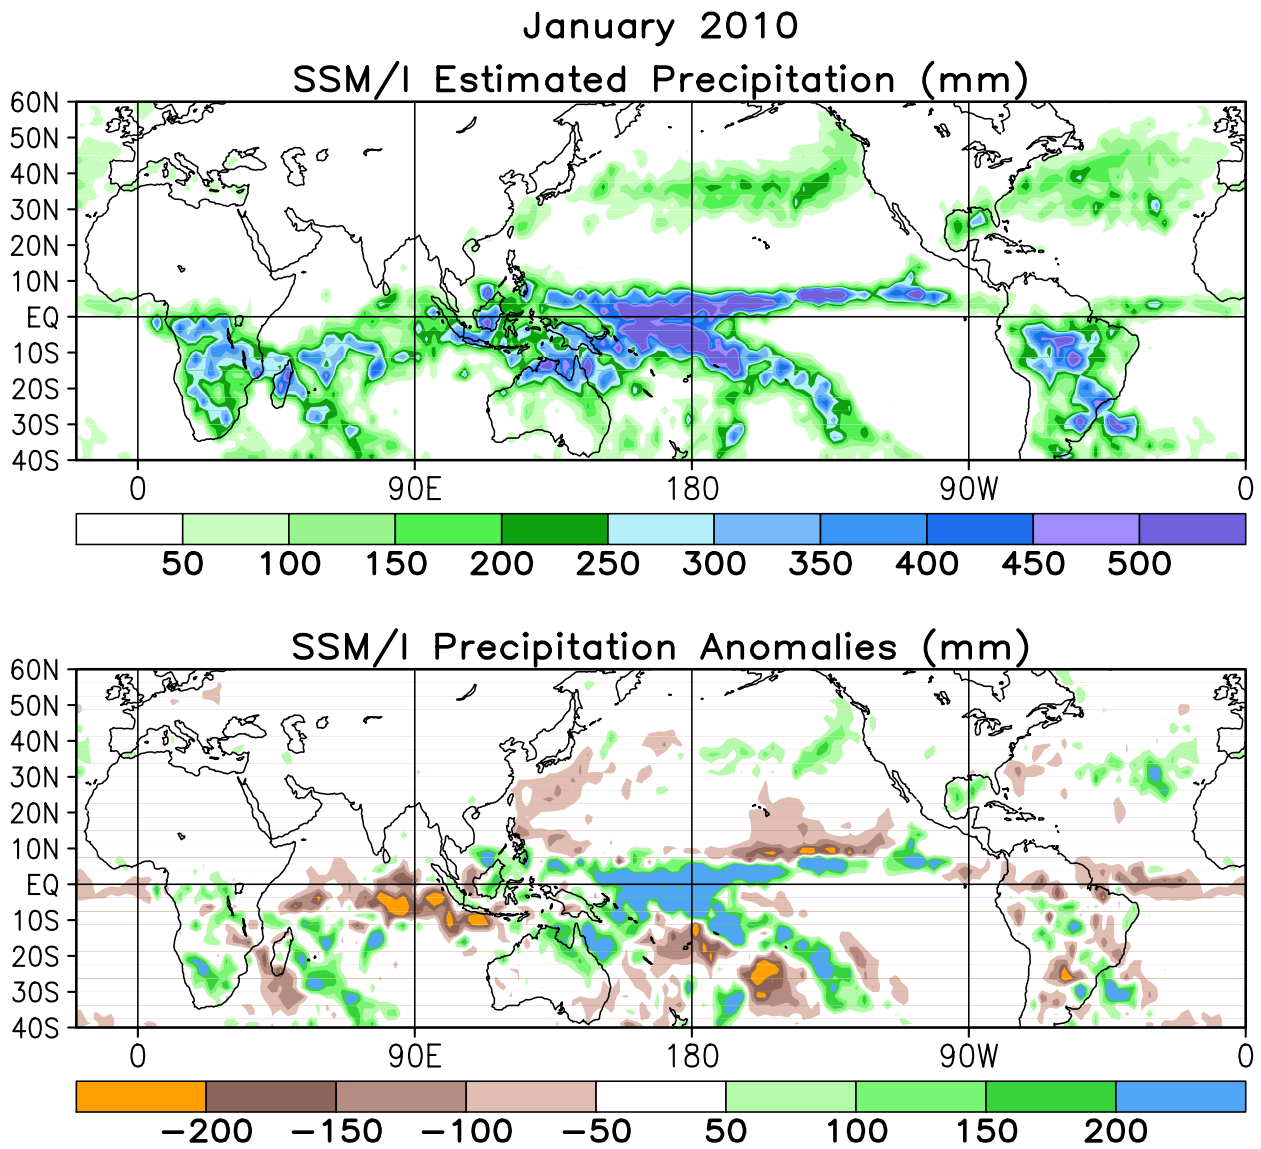 January 2010
SSM/I Estimated Precipitation (mm)
60N
50N
40N
30N
20N
10N
EQ
10S
20S
30S
40S
0 90E 180 90W 0
50 100 150 200 250 300 350 400 450 500
SSM/I Precipitation Anomalies (mm)
60N
50N
40N
30N
20N
10N
EQ
10S
20S
30S
40S
0 90E 180 90W 0
−200 −150 −100 −50 50 100 150 200